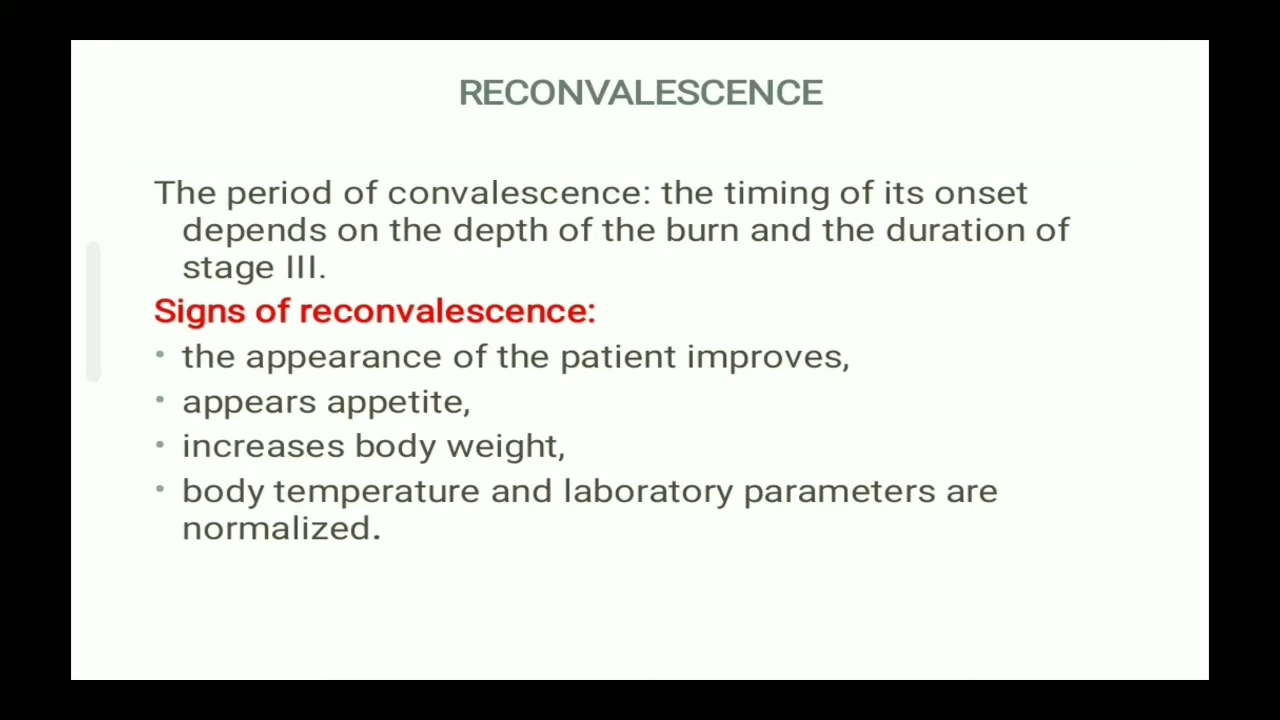 RECONVALESCENCE
The period of convalescence: the timing of its onset
depends on the depth of the burn and the duration of
stage III.
Signs of reconvalescence:
• the appearance of the patient improves,
• appears appetite,
• increases body weight,
• body temperature and laboratory parameters are
normalized.